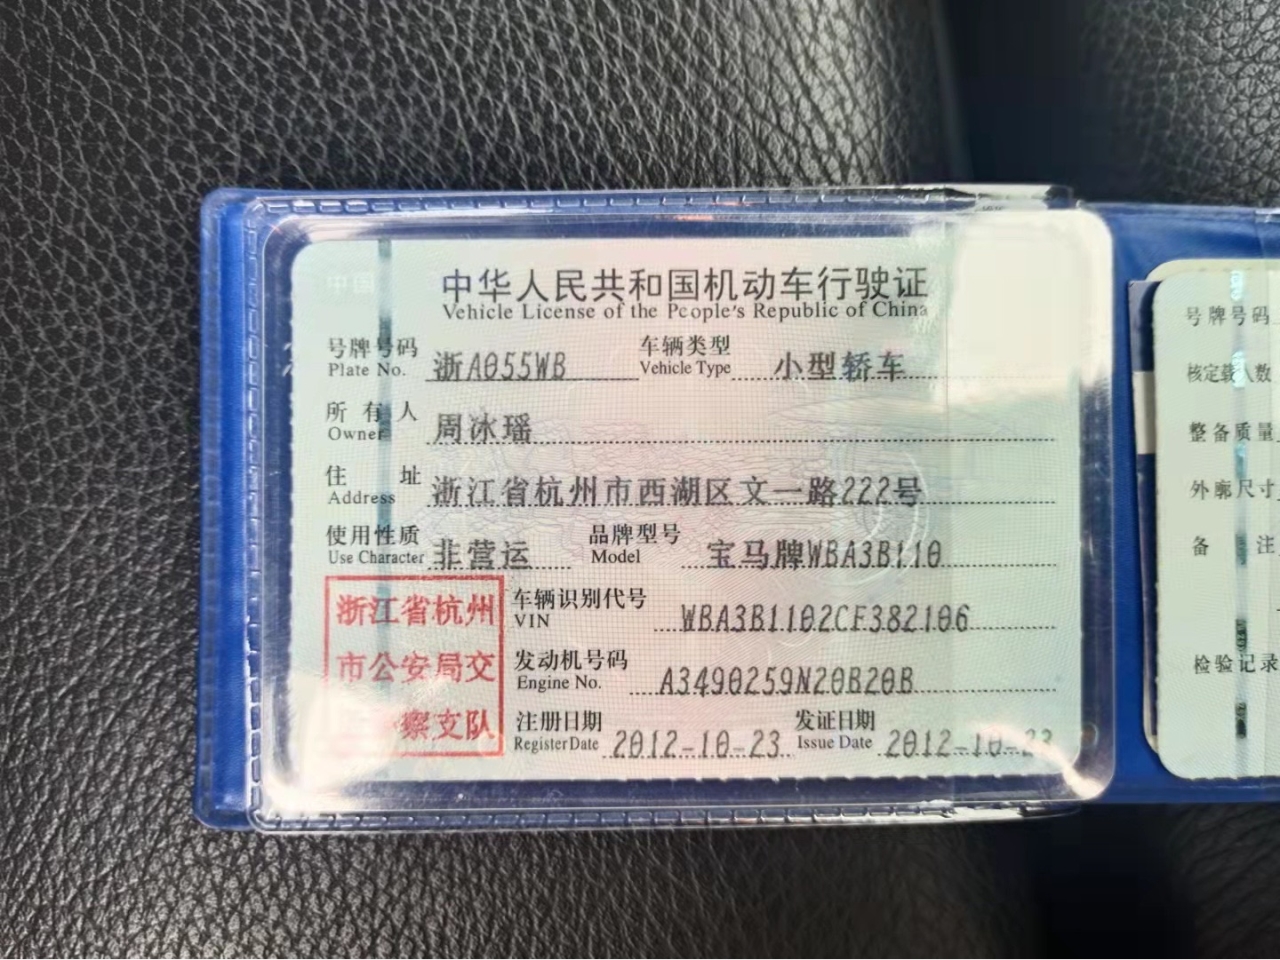 中国
中华人民共和国机动车行驶证
Vehicle License of the People's Republic of China
号牌号码 浙A055WB 车辆类型 小型轿车
Plate No. Vehicle Type
所有人 周冰瑶
Owner
住址 浙江省杭州市西湖区文一路222号
Address
使用性质 非营运 品牌型号 宝马牌WBA3B110
Use Character Model
浙江省杭州
市公安局交
察支队
车辆识别代号 WBA3B1102CF382106
VIN
发动机号码 A3490259N20B20B
Engine No.
注册日期 2012-10-23 发证日期 2012-10-23
Register Date Issue Date
号牌号码
核定载人数
整备质量
外廓尺寸
备注
检验记录